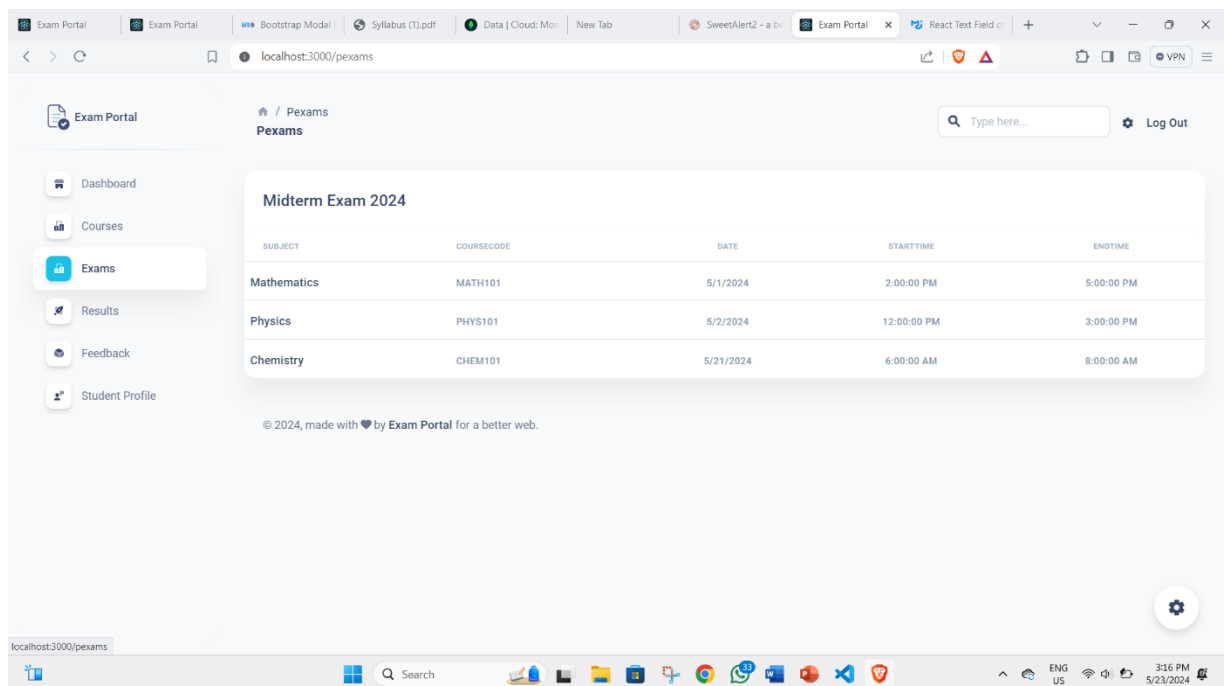 Exam Portal
Exam Portal
Bootstrap Modal
Syllabus (1).pdf
Data | Cloud: Mon
New Tab
SweetAlert2 - a be
Exam Portal
React Text Field co
localhost:3000/pexams
VPN
Exam Portal
/ Pexams
Pexams
Type here...
Log Out
Dashboard
Courses
Exams
Results
Feedback
Student Profile
Midterm Exam 2024
SUBJECT COURSECODE DATE STARTTIME ENDTIME
Mathematics MATH101 5/1/2024 2:00:00 PM 5:00:00 PM
Physics PHYS101 5/2/2024 12:00:00 PM 3:00:00 PM
Chemistry CHEM101 5/21/2024 6:00:00 AM 8:00:00 AM
© 2024, made with by Exam Portal for a better web.
localhost:3000/pexams
Search
33
ENG
US
3:16 PM
5/23/2024